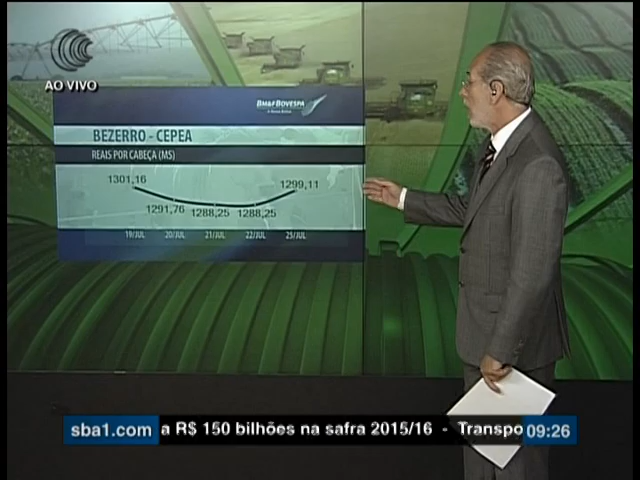 AO VIVO
BM&FBOVESPA
BEZERRO - CEPEA
REAIS POR CABEÇA (MS)
1301,16
1291,76
1288,25
1288,25
1299,11
19/JUL
20/JUL
21/JUL
22/JUL
25/JUL
sba1.com
a R$ 150 bilhões na safra 2015/16 - Transpo
09:26